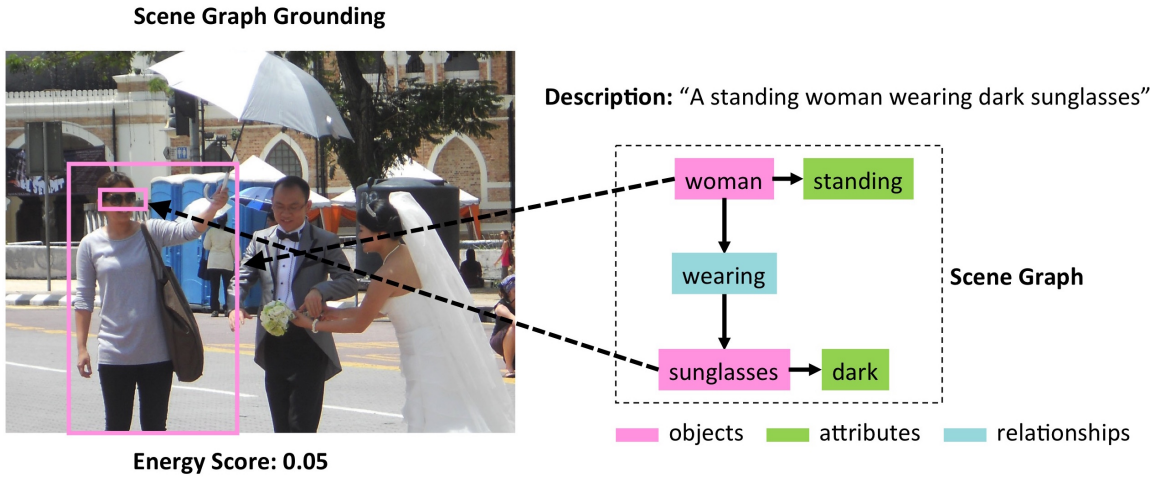 Scene Graph Grounding
Description: “A standing woman wearing dark sunglasses”
woman
standing
wearing
Scene Graph
sunglasses
dark
objects
attributes
relationships
Energy Score: 0.05